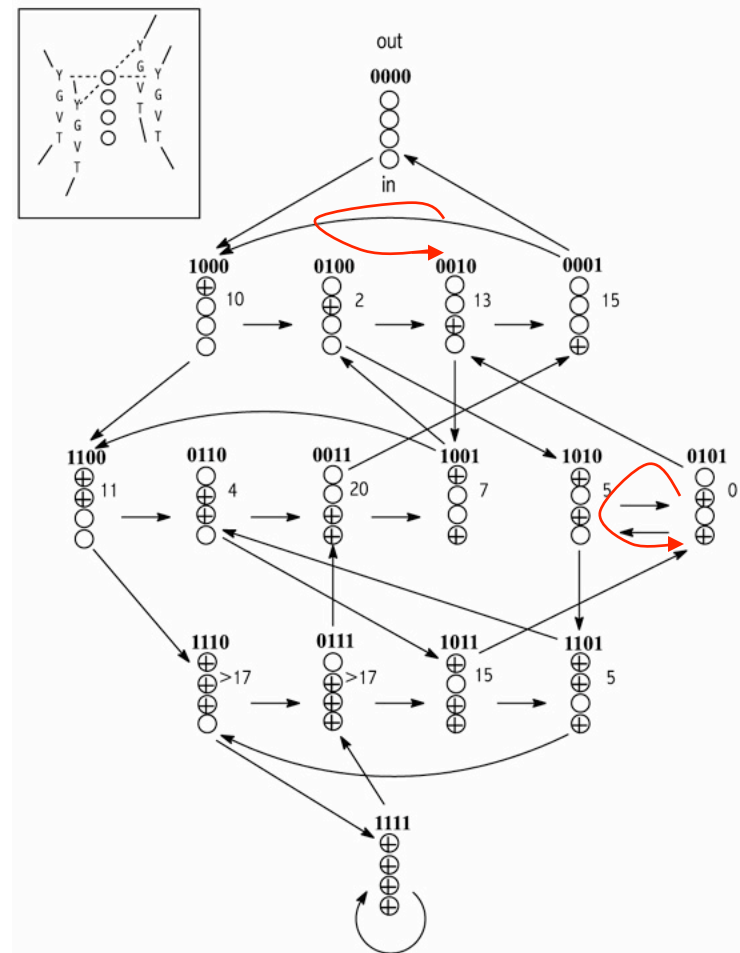 out
0000
in
Y G V T
Y G V T
Y G V T
Y G V T
1000 0100 0010 0001
10 2 13 15
1100 0110 0011 1001 1010 0101
11 4 20 7 5 0
1110 0111 1011 1101
>17 >17 15 5
1111